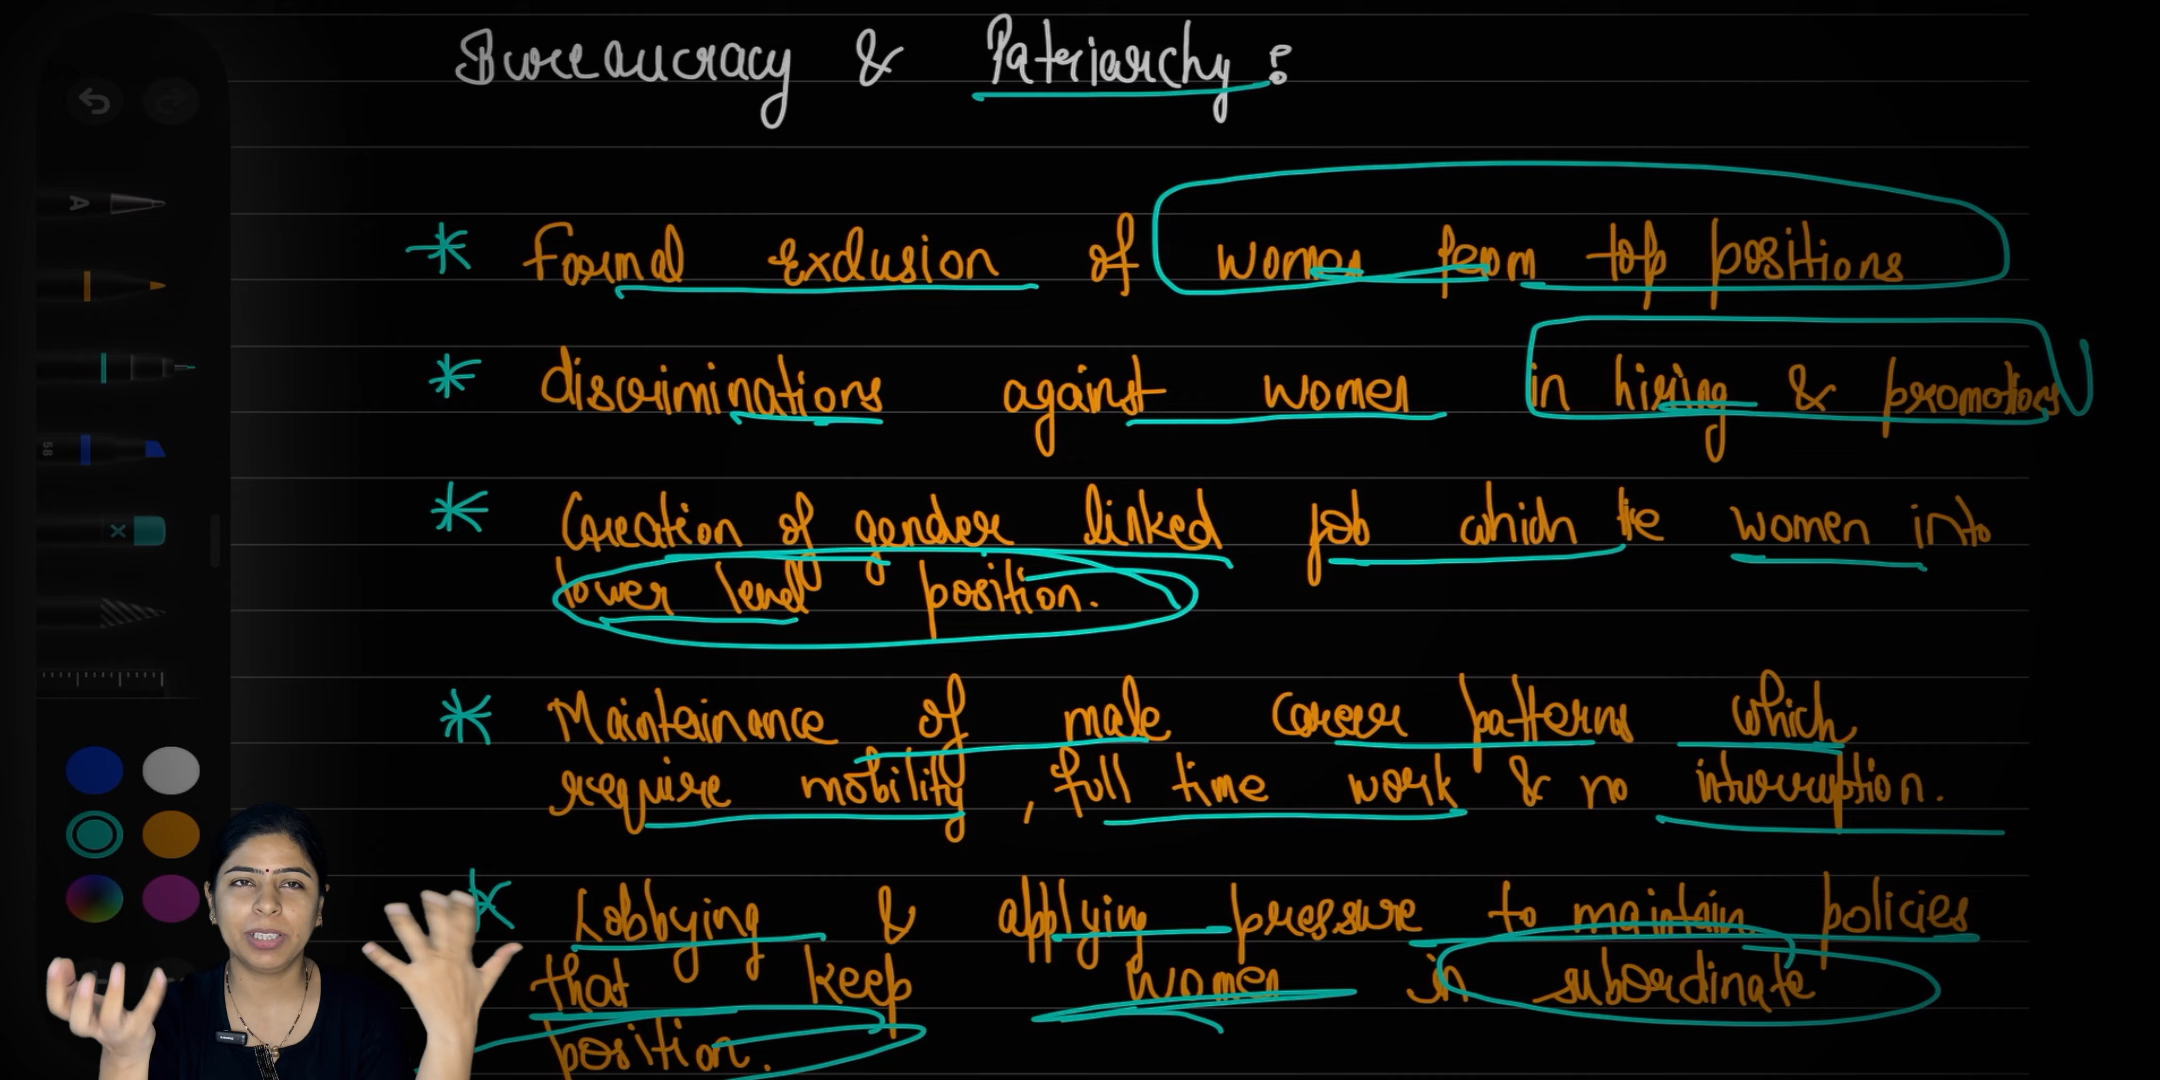 Bureaucracy & Patriarchy:
* Formal exclusion of women from top positions
* discriminations against women in hiring & promotions
* Creation of gender linked job which tie women into
lower level position.
* Maintainance of male career patterns which
require mobility, full time work & no interruption.
* Lobbying & applying pressure to maintain policies
that keep women in subordinate
position.